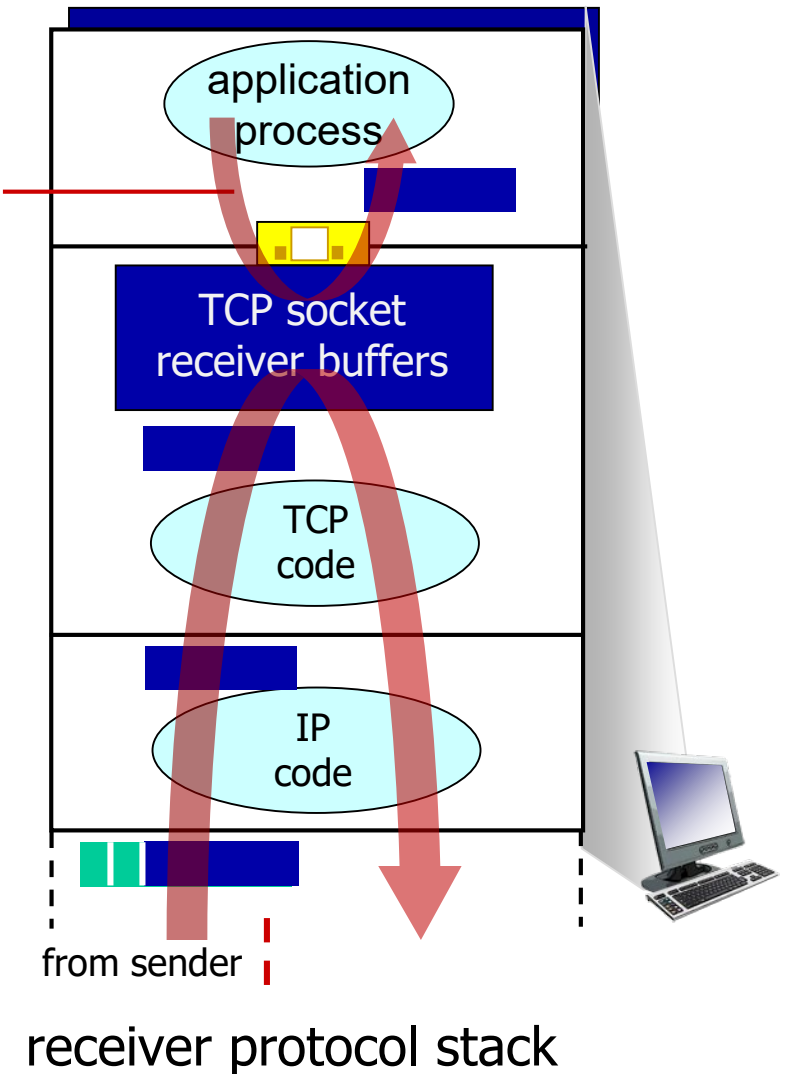 application
process
TCP socket
receiver buffers
TCP
code
IP
code
from sender
receiver protocol stack